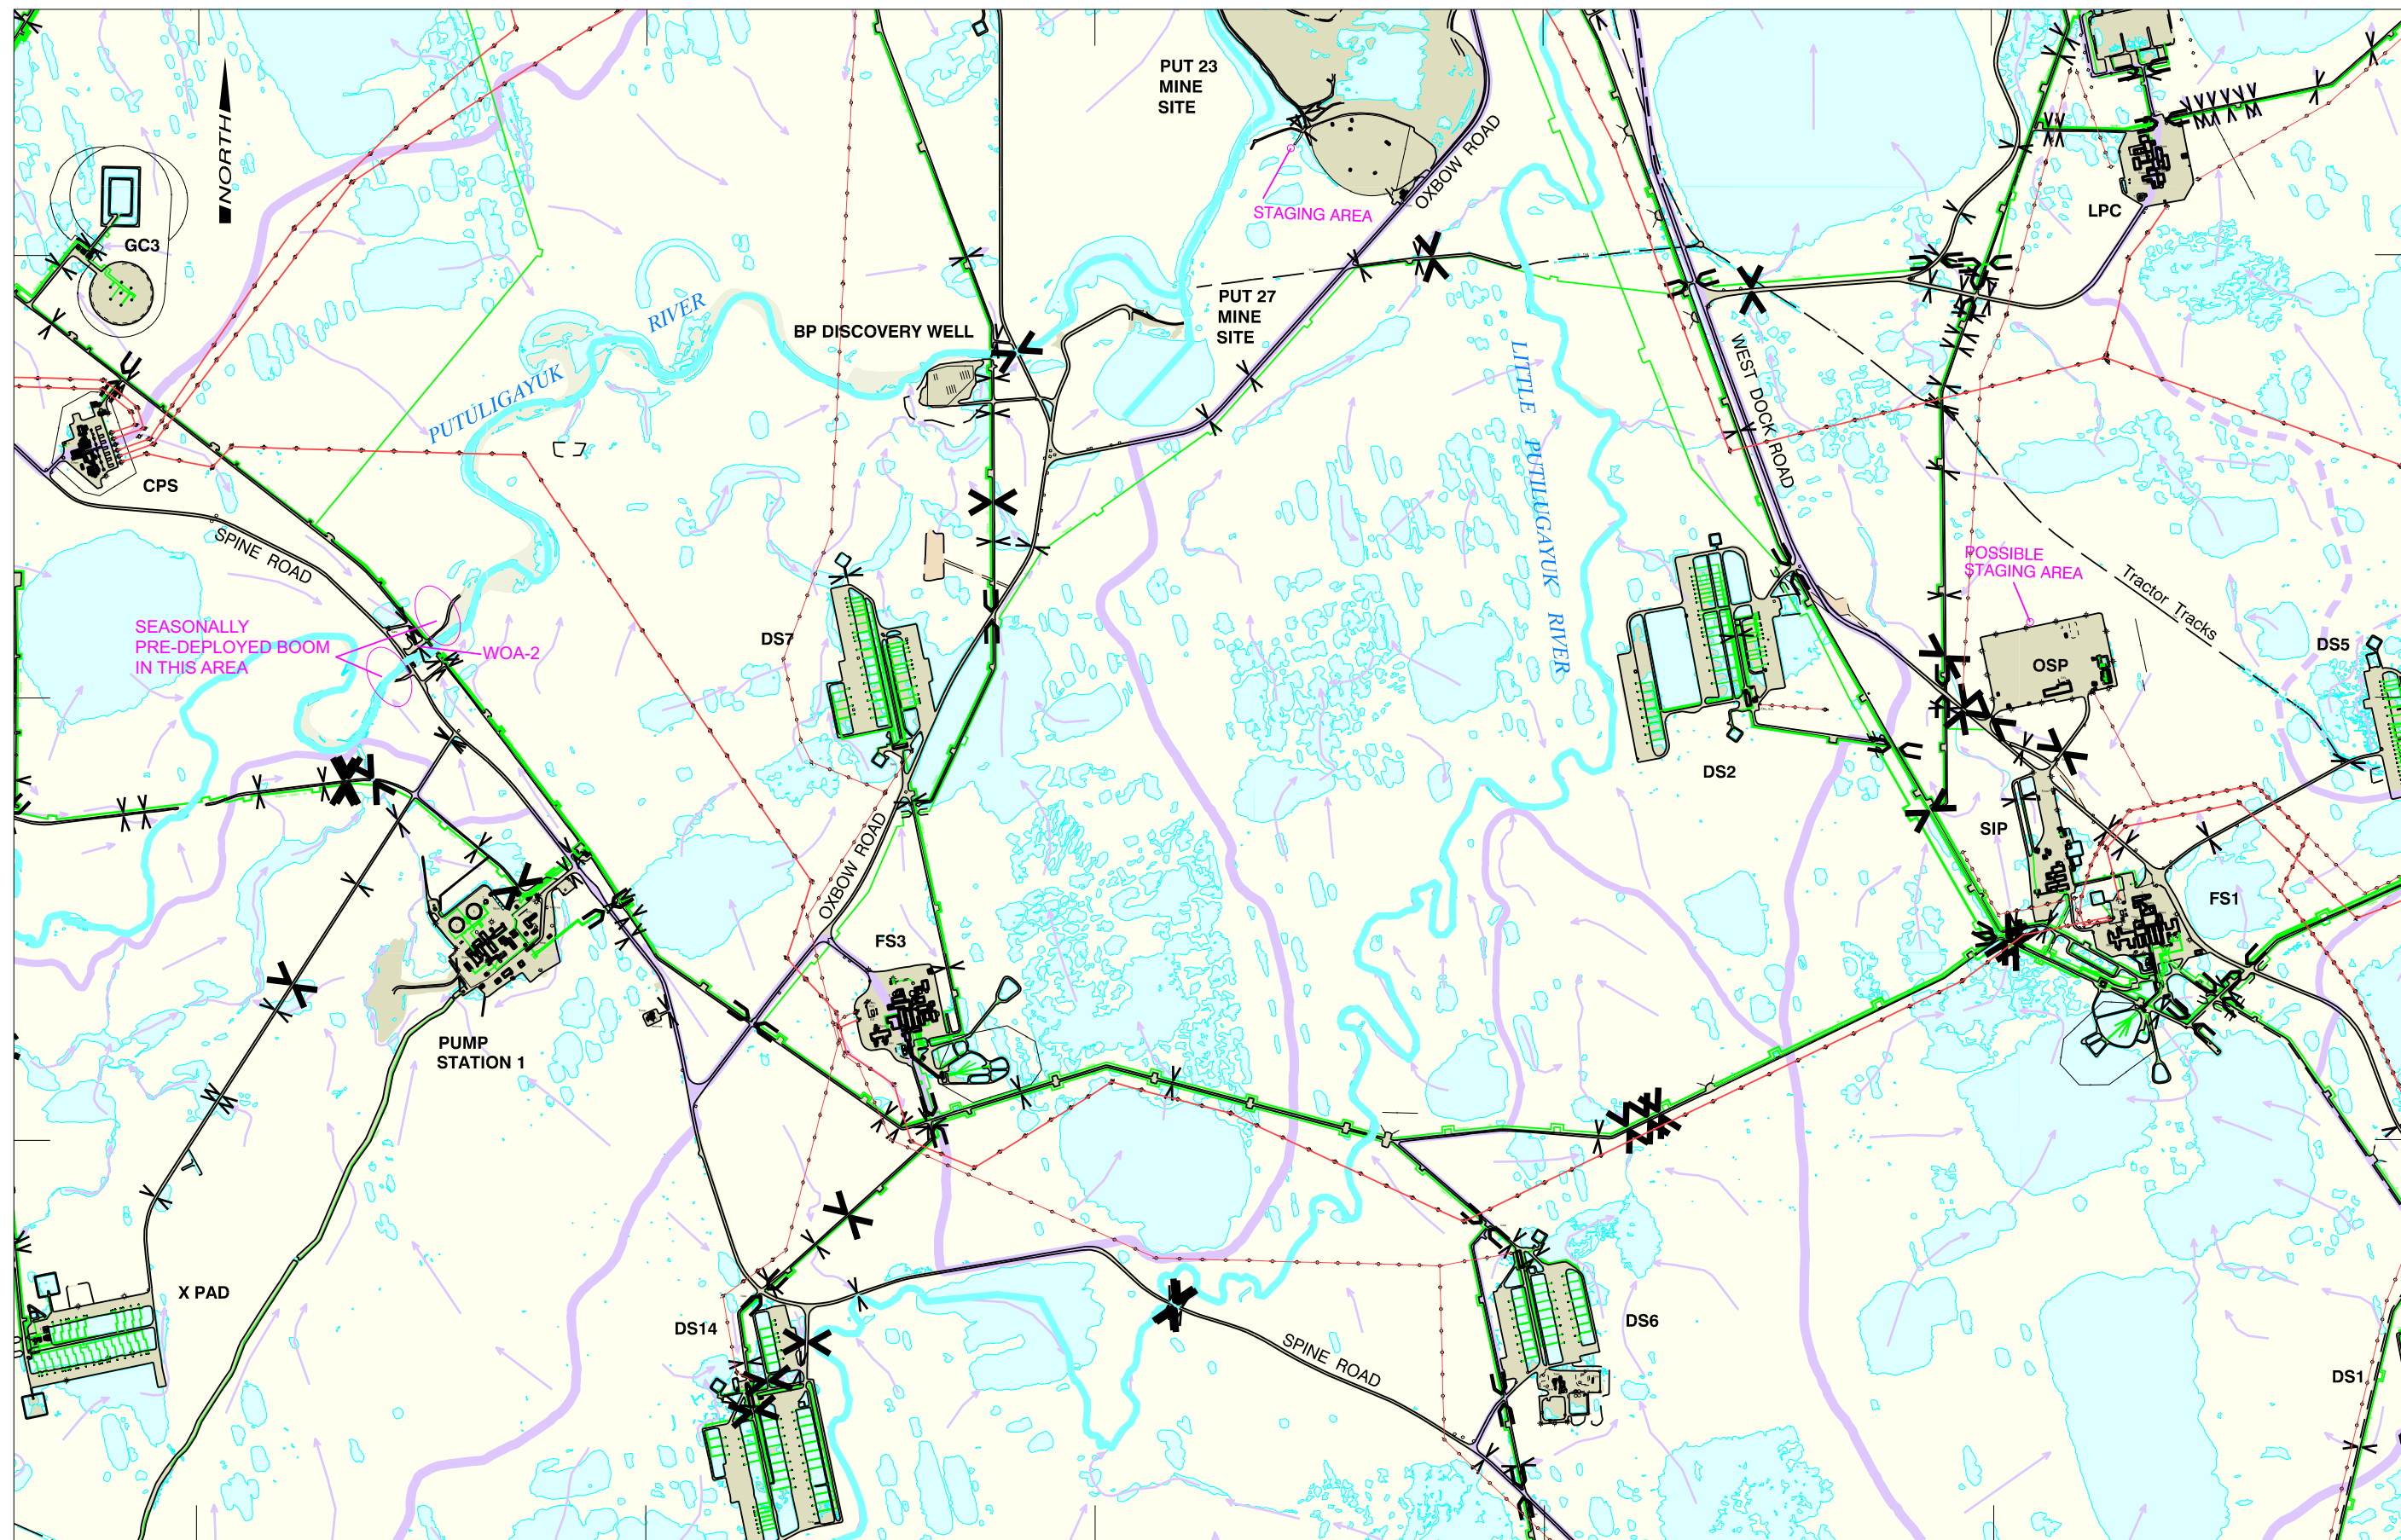 PUT 23
MINE
SITE
NORTH
OXBOW ROAD
STAGING AREA
LPC
GC3
PUT 27
MINE
SITE
RIVER
BP DISCOVERY WELL
PUTULIGAYUK
WEST DOCK ROAD
LITTLE PUTILUGAYUK RIVER
CPS
SPINE ROAD
POSSIBLE
STAGING AREA
Tractor Tracks
SEASONALLY
PRE-DEPLOYED BOOM
IN THIS AREA
WOA-2
DS7
DS5
OSP
DS2
SIP
OXBOW ROAD
FS1
FS3
PUMP
STATION 1
X PAD
DS14
DS6
SPINE ROAD
DS1